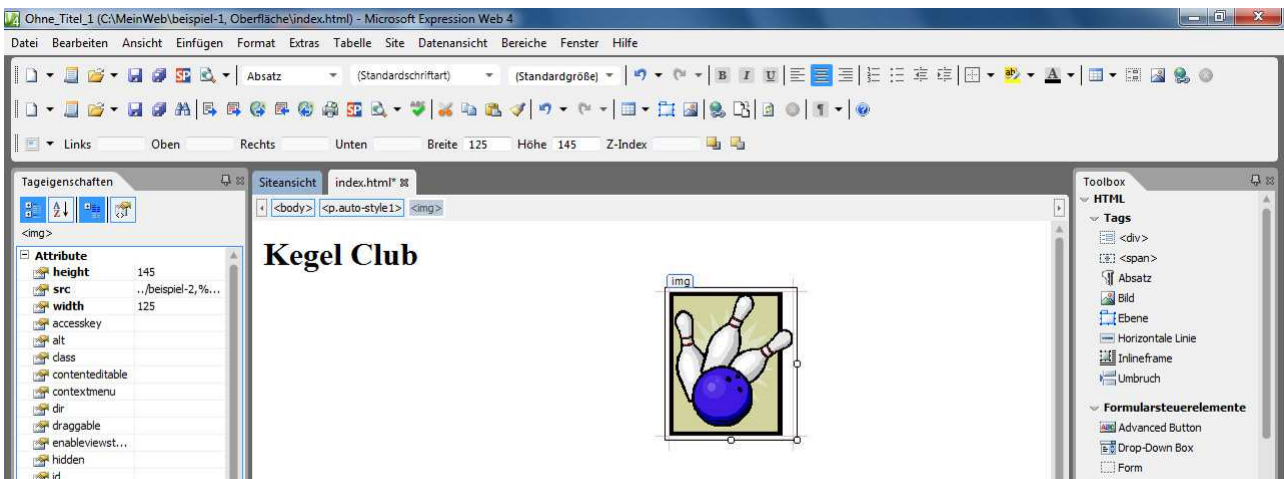 Ohne_Titel_1 (C:\MeinWeb\beispiel-1, Oberfläche\index.html) - Microsoft Expression Web 4
Datei Bearbeiten Ansicht Einfügen Format Extras Tabelle Site Datenansicht Bereiche Fenster Hilfe
Absatz (Standardschriftart) (Standardgröße) B I U ab A
Links Oben Rechts Unten Breite 125 Höhe 145 Z-Index
Tageigenschaften
<img>
Attribute
height 145
src ../beispiel-2,%...
width 125
accesskey
alt
class
contenteditable
contextmenu
dir
draggable
enableviewst...
hidden
id
Siteansicht index.html*
<body> <p.auto-style1> <img>
Kegel Club
img
Toolbox
HTML
Tags
<div>
<span>
Absatz
Bild
Ebene
Horizontale Linie
Inlineframe
Umbruch
Formularsteuerelemente
Advanced Button
Drop-Down Box
Form